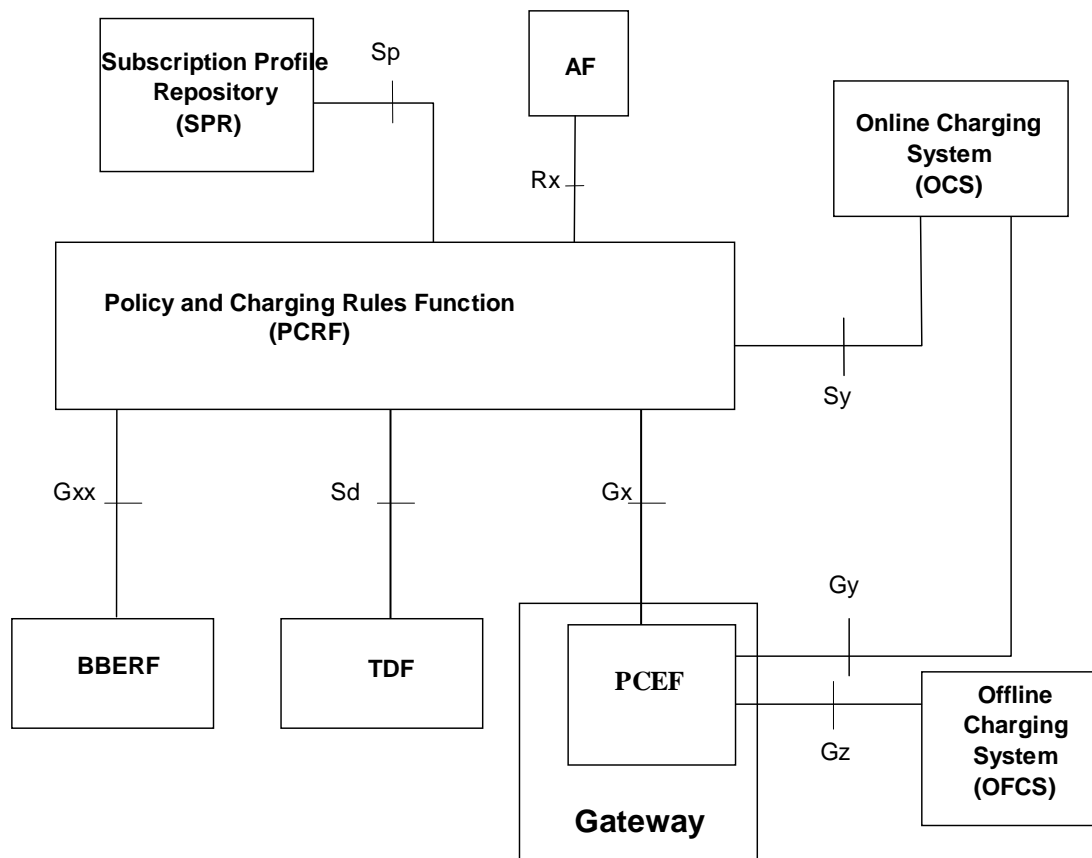 Subscription Profile
Repository
(SPR)
Sp
AF
Online Charging
System
(OCS)
Rx
Policy and Charging Rules Function
(PCRF)
Sy
Gxx
Sd
Gx
Gy
BBERF
TDF
PCEF
Offline
Charging
System
(OFCS)
Gz
Gateway